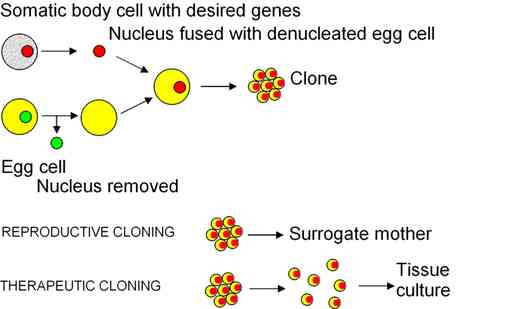 Somatic body cell with desired genes
Nucleus fused with denucleated egg cell
Clone
Egg cell
Nucleus removed
REPRODUCTIVE CLONING
Surrogate mother
THERAPEUTIC CLONING
Tissue
culture